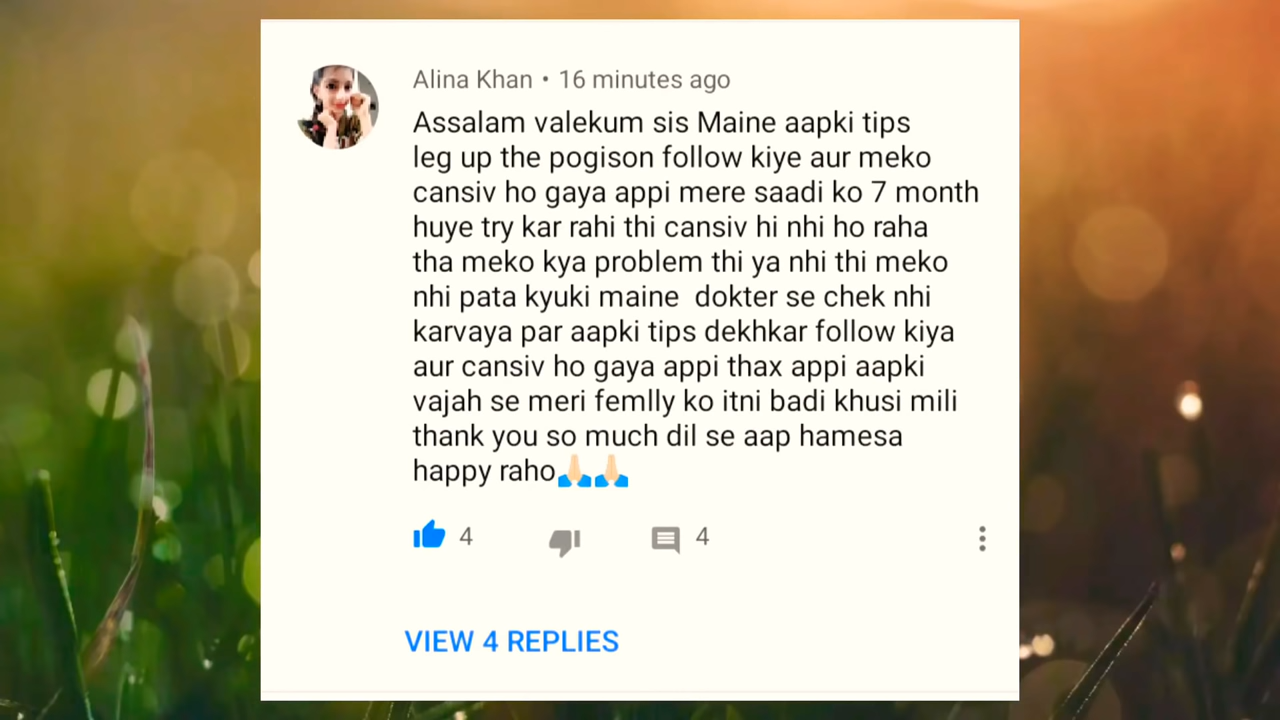 Alina Khan • 16 minutes ago
Assalam valekum sis Maine aapki tips
leg up the pogison follow kiye aur meko
cansiv ho gaya appi mere saadi ko 7 month
huye try kar rahi thi cansiv hi nhi ho raha
tha meko kya problem thi ya nhi thi meko
nhi pata kyuki maine  dokter se chek nhi
karvaya par aapki tips dekhkar follow kiya
aur cansiv ho gaya appi thax appi aapki
vajah se meri femlly ko itni badi khusi mili
thank you so much dil se aap hamesa
happy raho🙏🏻🙏🏻
4 4
VIEW 4 REPLIES